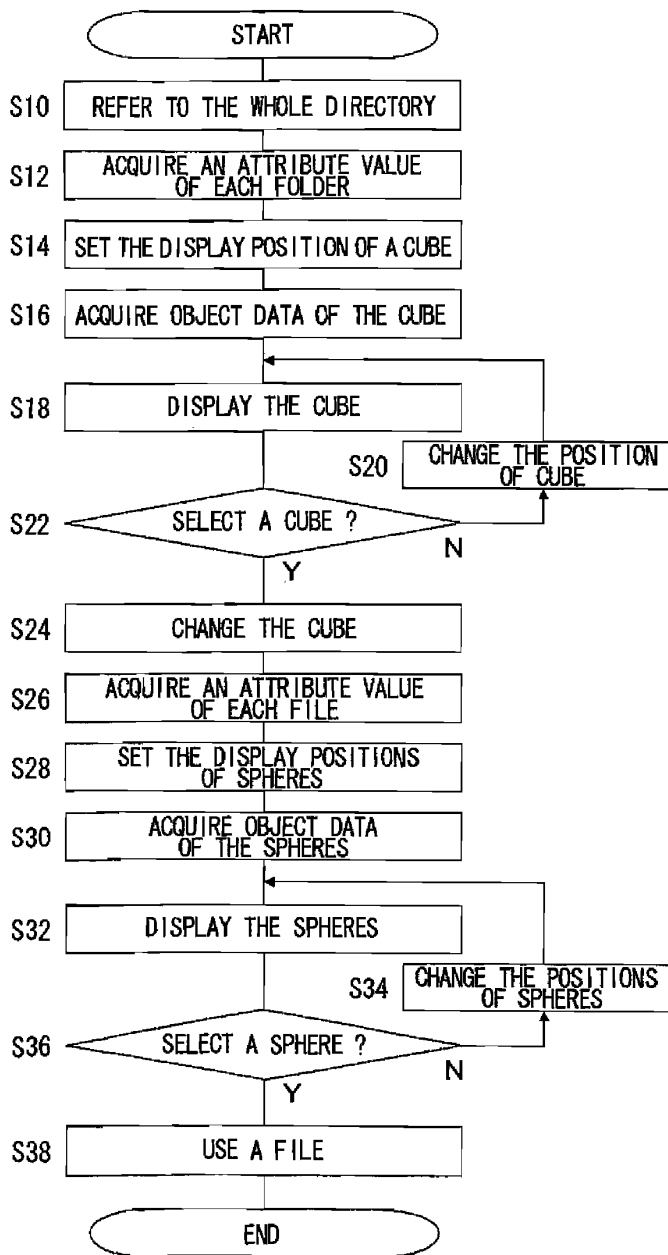 START
S10 REFER TO THE WHOLE DIRECTORY
S12 ACQUIRE AN ATTRIBUTE VALUE
OF EACH FOLDER
S14 SET THE DISPLAY POSITION OF A CUBE
S16 ACQUIRE OBJECT DATA OF THE CUBE
S18 DISPLAY THE CUBE
S20 CHANGE THE POSITION
OF CUBE
S22 SELECT A CUBE ?
N
Y
S24 CHANGE THE CUBE
S26 ACQUIRE AN ATTRIBUTE VALUE
OF EACH FILE
S28 SET THE DISPLAY POSITIONS
OF SPHERES
S30 ACQUIRE OBJECT DATA
OF THE SPHERES
S32 DISPLAY THE SPHERES
S34 CHANGE THE POSITIONS
OF SPHERES
S36 SELECT A SPHERE ?
N
Y
S38 USE A FILE
END